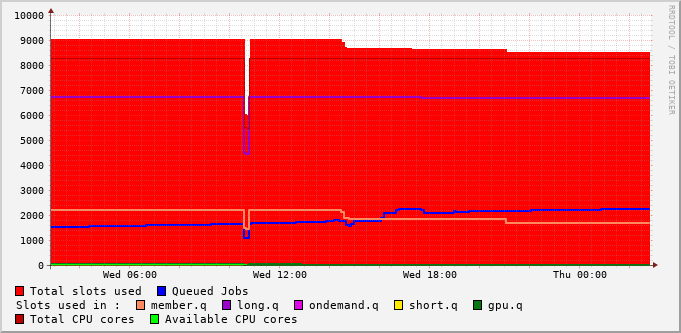 10000
9000
8000
7000
6000
5000
4000
3000
2000
1000
0
Wed 06:00 Wed 12:00 Wed 18:00 Thu 00:00
Total slots used Queued Jobs
Slots used in : member.q long.q ondemand.q short.q gpu.q
Total CPU cores Available CPU cores
RRDTOOL / TOBI OETIKER